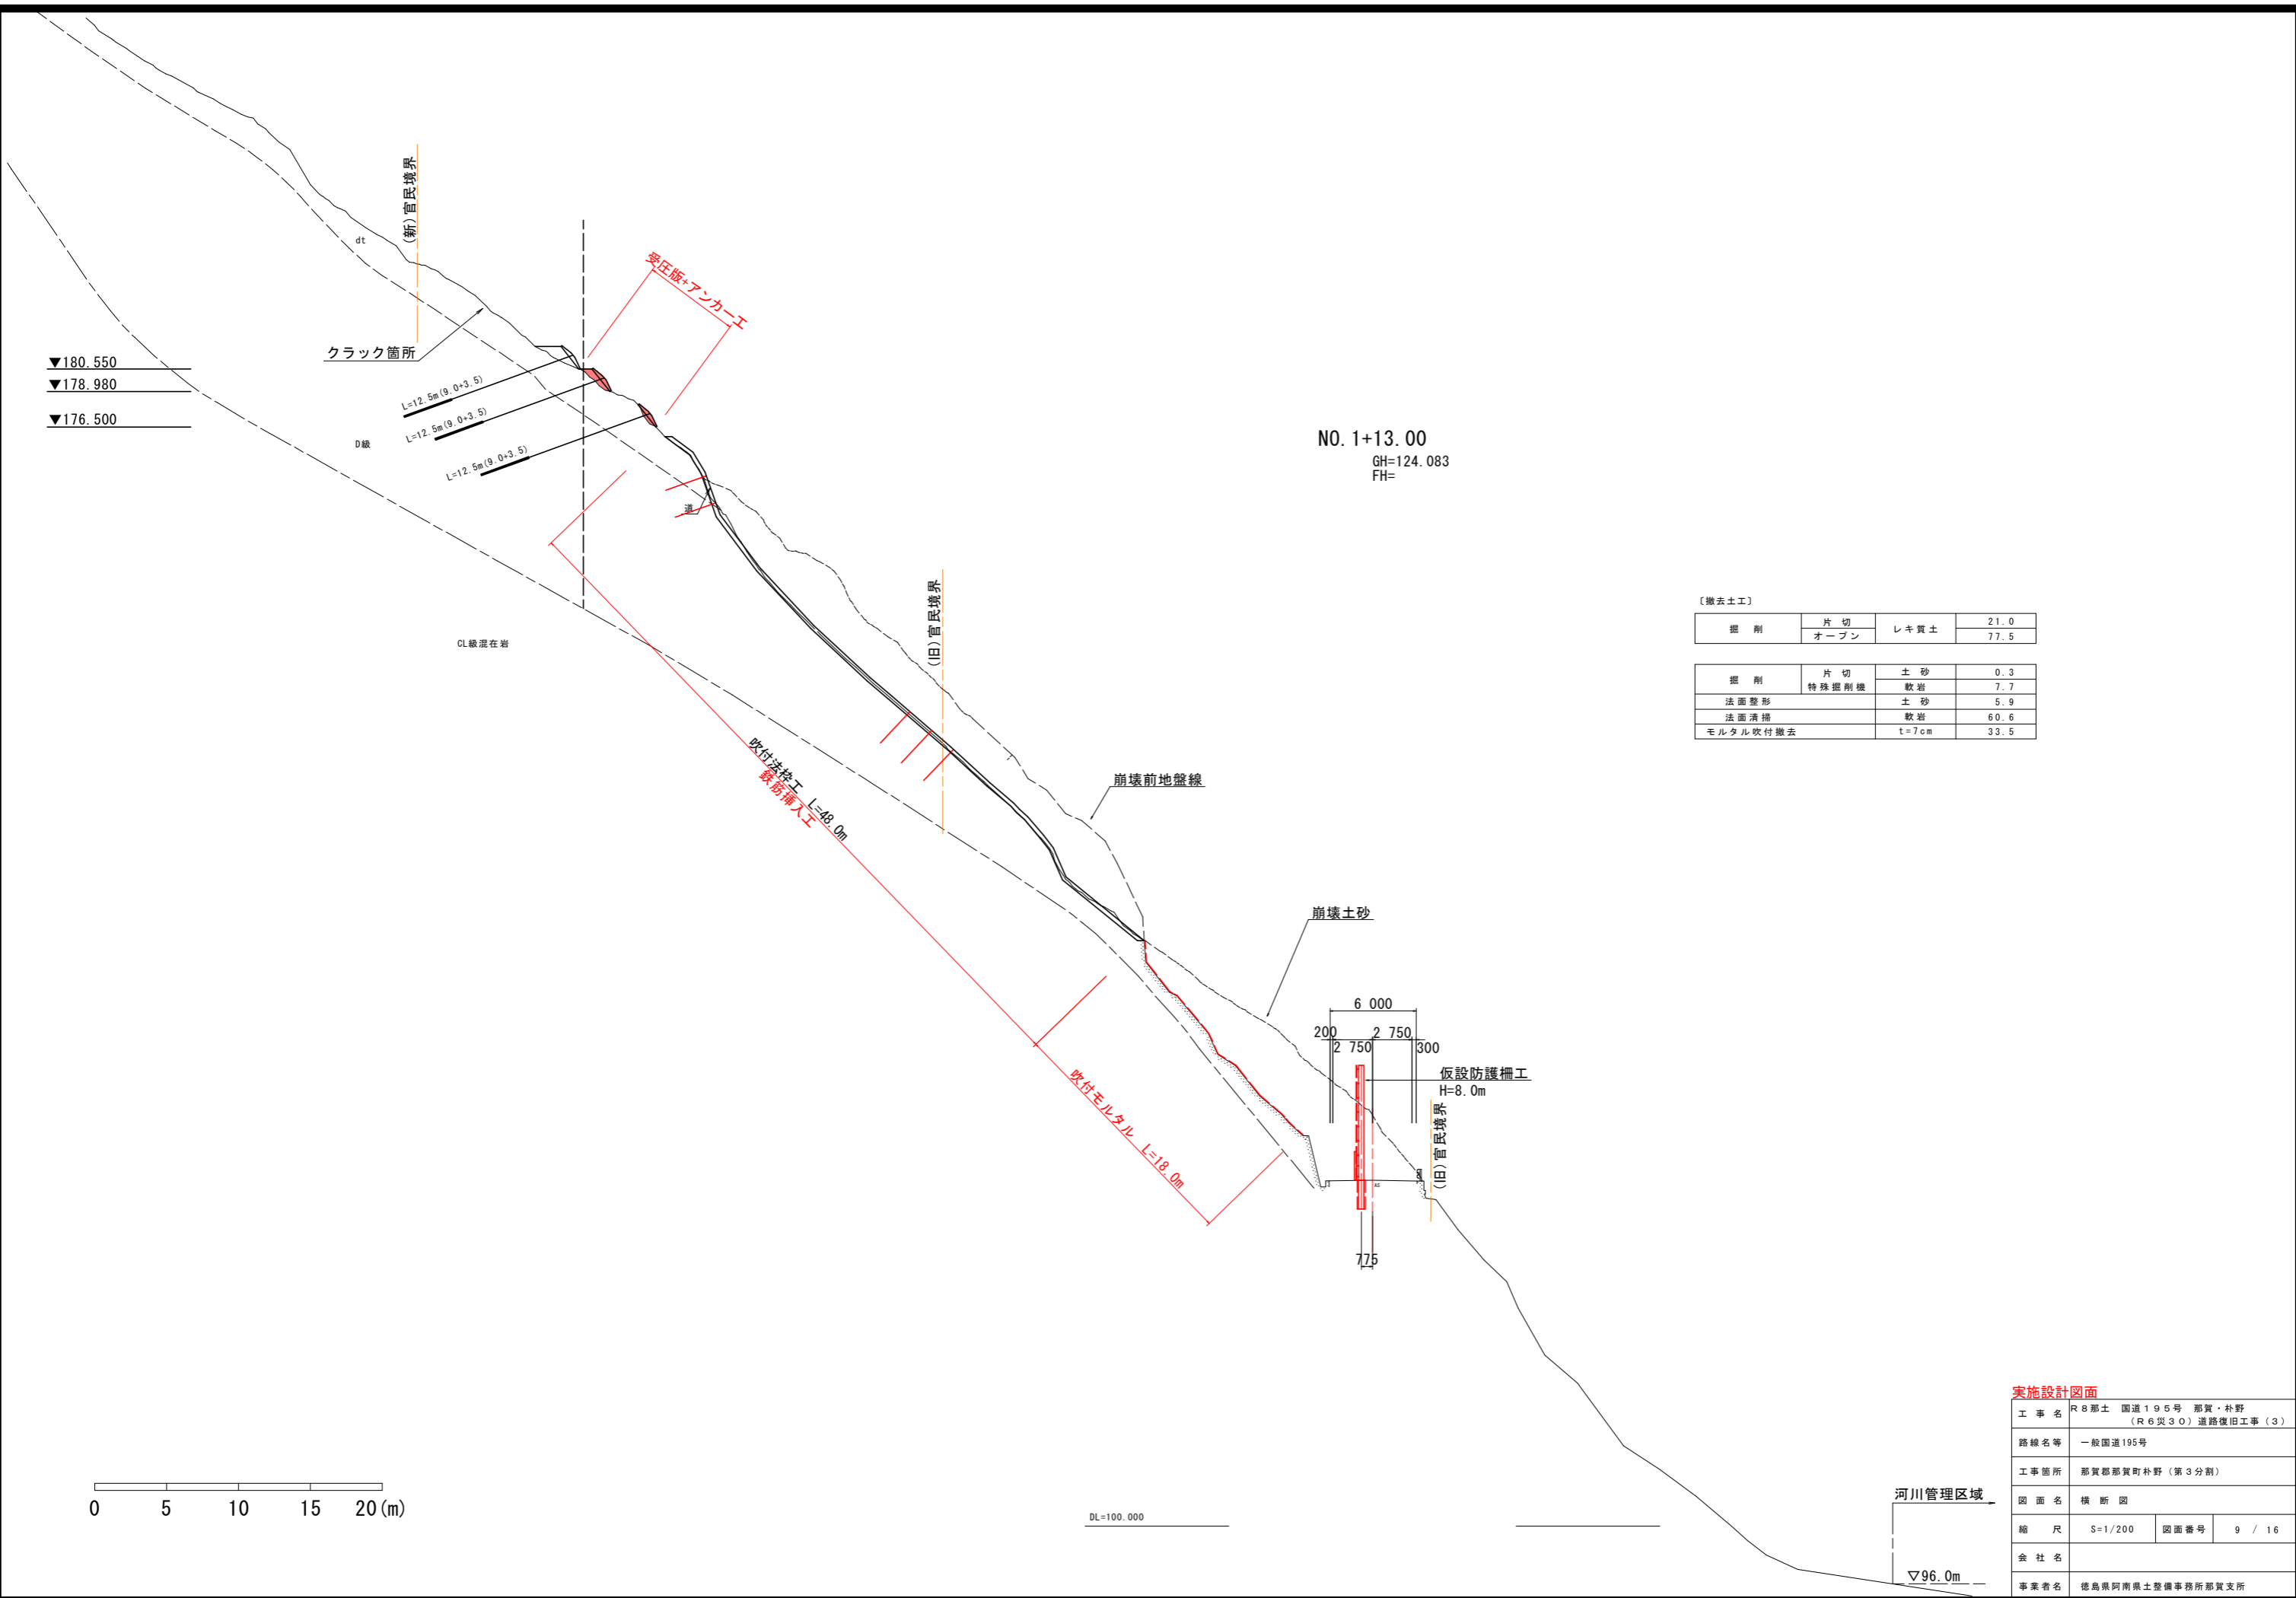 (新)官民境界
dt
受圧版+アンカー工
クラック箇所
▼180.550
▼178.980
▼176.500
L=12.5m(9.0+3.5)
L=12.5m(9.0+3.5)
L=12.5m(9.0+3.5)
D級
道
CL級混在岩
NO.1+13.00
GH=124.083
FH=
(旧)官民境界
吹付法枠工 L=48.0m
鉄筋挿入工
崩壊前地盤線
崩壊土砂
吹付モルタル L=18.0m
6 000
200 2 750
2 750 300
仮設防護柵工
H=8.0m
(旧)官民境界
AS
775
〔撤去土工〕
掘削 片切 レキ質土 21.0
オープン 77.5
掘削 片切 土砂 0.3
特殊掘削機 軟岩 7.7
法面整形 土砂 5.9
法面清掃 軟岩 60.6
モルタル吹付撤去 t=7cm 33.5
0 5 10 15 20(m)
DL=100.000
河川管理区域
▽96.0m
実施設計図面
工事名 R8那土 国道195号 那賀・朴野
(R6災30)道路復旧工事(3)
路線名等 一般国道195号
工事箇所 那賀郡那賀町朴野(第3分割)
図面名 横断図
縮尺 S=1/200 図面番号 9 / 16
会社名
事業者名 徳島県阿南県土整備事務所那賀支所